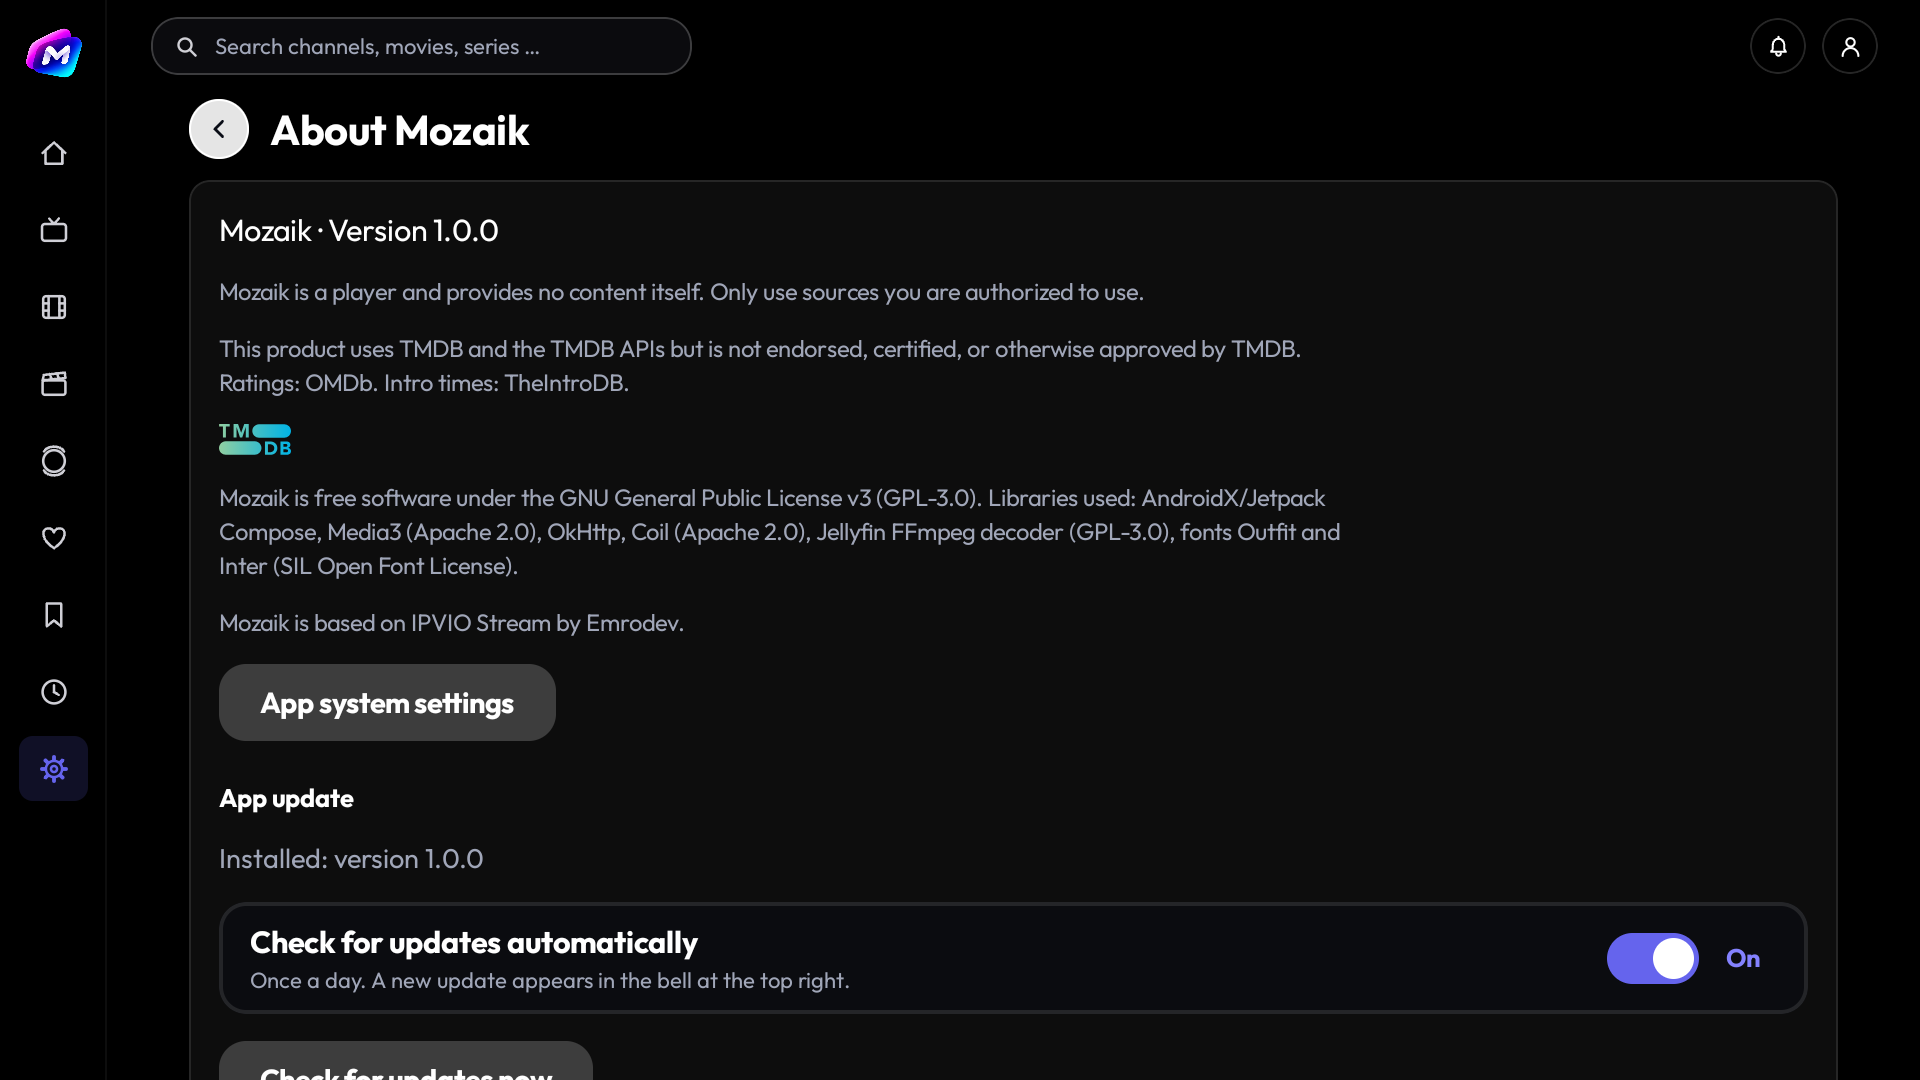 M
Search channels, movies, series ...
About Mozaik
Mozaik · Version 1.0.0
Mozaik is a player and provides no content itself. Only use sources you are authorized to use.
This product uses TMDB and the TMDB APIs but is not endorsed, certified, or otherwise approved by TMDB.
Ratings: OMDb. Intro times: TheIntroDB.
TM
DB
Mozaik is free software under the GNU General Public License v3 (GPL-3.0). Libraries used: AndroidX/Jetpack
Compose, Media3 (Apache 2.0), OkHttp, Coil (Apache 2.0), Jellyfin FFmpeg decoder (GPL-3.0), fonts Outfit and
Inter (SIL Open Font License).
Mozaik is based on IPVIO Stream by Emrodev.
App system settings
App update
Installed: version 1.0.0
Check for updates automatically
Once a day. A new update appears in the bell at the top right.
On
Check for updates now